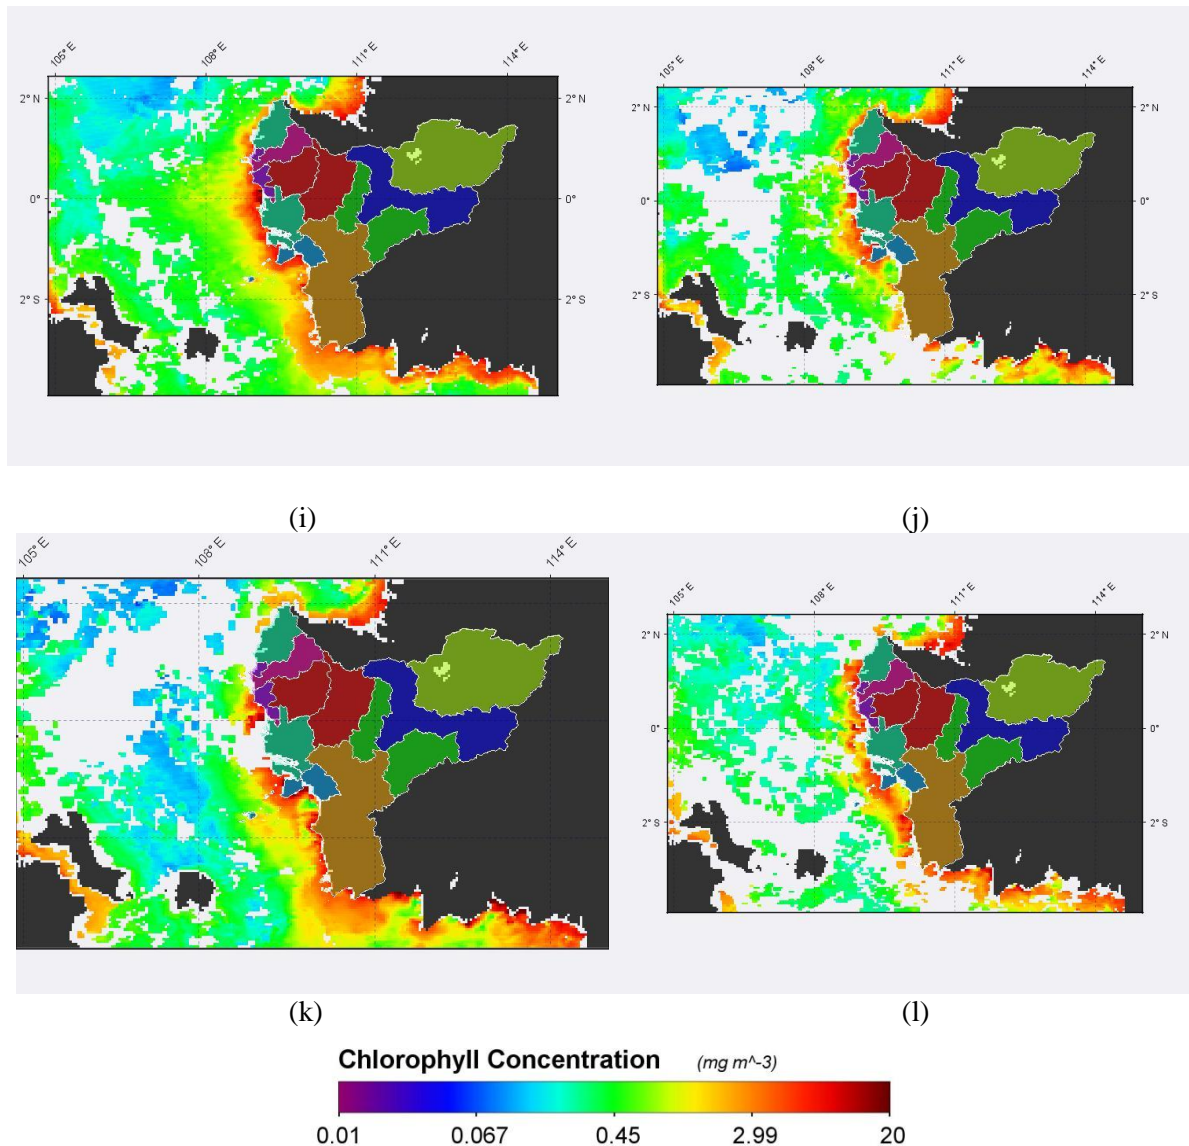 105° E 108° E 111° E 114° E
105° E 108° E 111° E 114° E
2° N 2° N 2° N 2° N
0° 0° 0° 0°
2° S 2° S 2° S 2° S
(i) (j)
105° E 108° E 111° E 114° E
105° E 108° E 111° E 114° E
2° N 2° N
0° 0°
2° S 2° S
(k) (l)
Chlorophyll Concentration (mg m^-3)
0.01 0.067 0.45 2.99 20